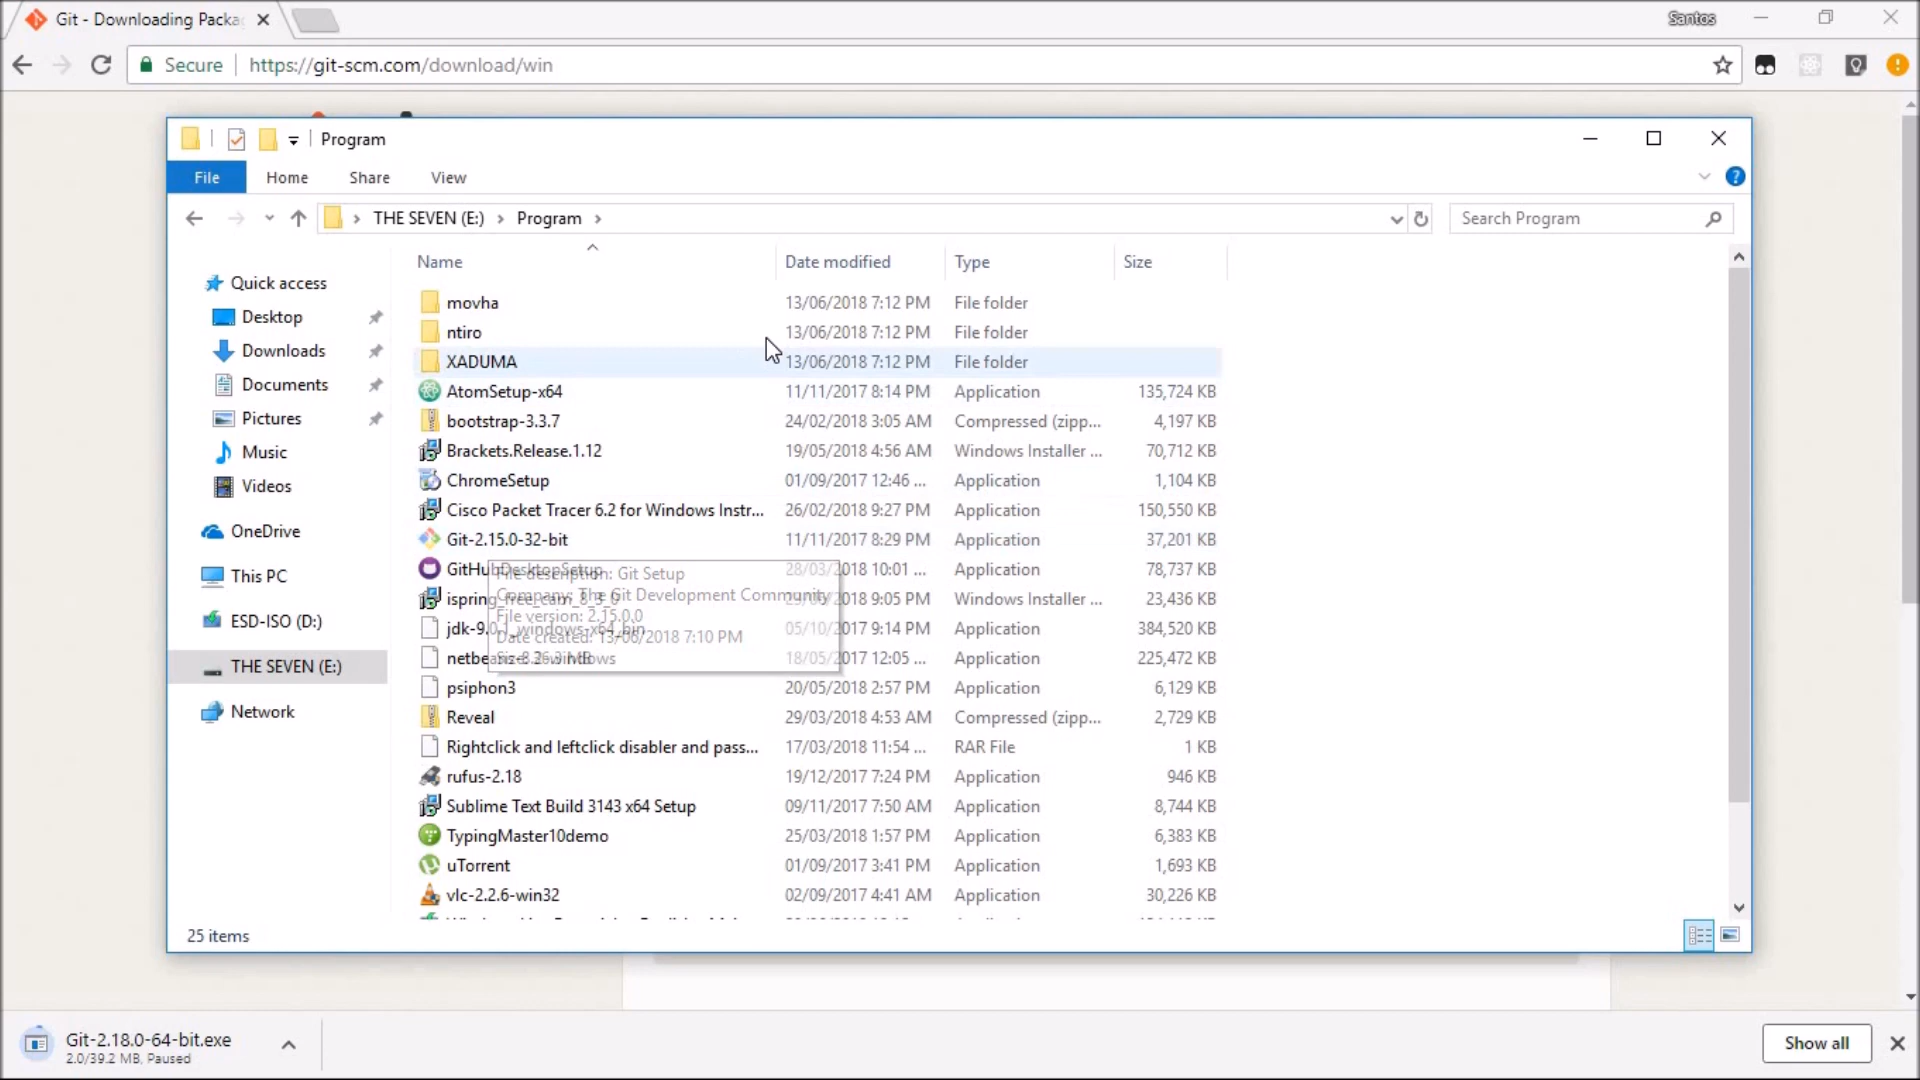 Git - Downloading Packa
Santos
Secure
https://git-scm.com/download/win
Program
File
Home
Share
View
THE SEVEN (E:)
Program
Search Program
Name
Date modified
Type
Size
Quick access
Desktop
Downloads
Documents
Pictures
Music
Videos
OneDrive
This PC
ESD-ISO (D:)
THE SEVEN (E:)
Network
movha 13/06/2018 7:12 PM File folder
ntiro 13/06/2018 7:12 PM File folder
XADUMA 13/06/2018 7:12 PM File folder
AtomSetup-x64 11/11/2017 8:14 PM Application 135,724 KB
bootstrap-3.3.7 24/02/2018 3:05 AM Compressed (zipp... 4,197 KB
Brackets.Release.1.12 19/05/2018 4:56 AM Windows Installer ... 70,712 KB
ChromeSetup 01/09/2017 12:46 ... Application 1,104 KB
Cisco Packet Tracer 6.2 for Windows Instr... 26/02/2018 9:27 PM Application 150,550 KB
Git-2.15.0-32-bit 11/11/2017 8:29 PM Application 37,201 KB
GitHubDesktopSetup 28/03/2018 10:01 ... Application 78,737 KB
File description: Git Setup
Company: The Git Development Community
ispring_free_cam_8_3_0 9:05 PM Windows Installer ... 23,436 KB
File version: 2.15.0.0
jdk-9.0.1_windows-x64_bin 05/10/2017 9:14 PM Application 384,520 KB
Date created: 13/06/2018 7:10 PM
18/05/2017 12:05 ... Application 225,472 KB
psiphon3 20/05/2018 2:57 PM Application 6,129 KB
Reveal 29/03/2018 4:53 AM Compressed (zipp... 2,729 KB
Rightclick and leftclick disabler and pass... 17/03/2018 11:54 ... RAR File 1 KB
rufus-2.18 19/12/2017 7:24 PM Application 946 KB
Sublime Text Build 3143 x64 Setup 09/11/2017 7:50 AM Application 8,744 KB
TypingMaster10demo 25/03/2018 1:57 PM Application 6,383 KB
uTorrent 01/09/2017 3:41 PM Application 1,693 KB
vlc-2.2.6-win32 02/09/2017 4:41 AM Application 30,226 KB
25 items
Git-2.18.0-64-bit.exe
2.0/39.2 MB, Paused
Show all